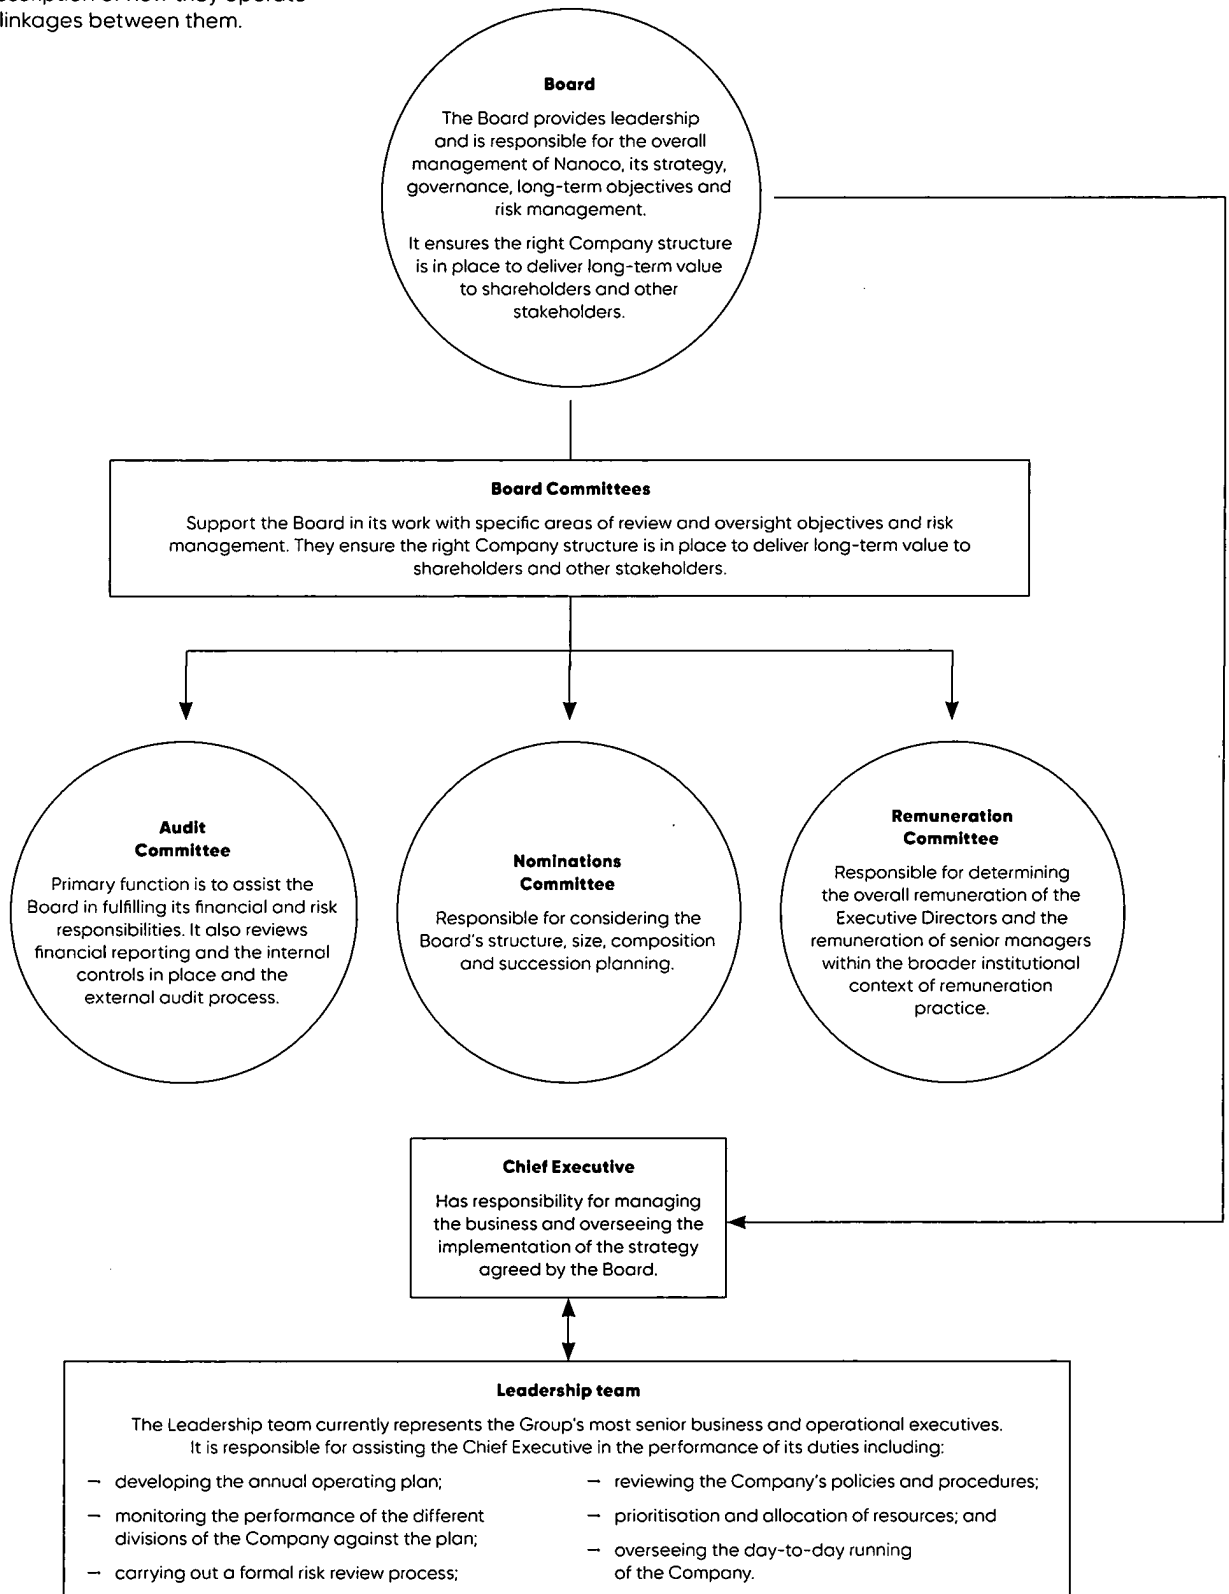 linkages between them.
Board
The Board provides leadership
and is responsible for the overall
management of Nanoco, its strategy,
governance, long-term objectives and
risk management.
It ensures the right Company structure
is in place to deliver long-term value
to shareholders and other
stakeholders.
Board Committees
Support the Board in its work with specific areas of review and oversight objectives and risk
management. They ensure the right Company structure is in place to deliver long-term value to
shareholders and other stakeholders.
Audit
Committee
Primary function is to assist the
Board in fulfilling its financial and risk
responsibilities. It also reviews
financial reporting and the internal
controls in place and the
external audit process.
Nominations
Committee
Responsible for considering the
Board's structure, size, composition
and succession planning.
Remuneration
Committee
Responsible for determining
the overall remuneration of the
Executive Directors and the
remuneration of senior managers
within the broader institutional
context of remuneration
practice.
Chief Executive
Has responsibility for managing
the business and overseeing the
implementation of the strategy
agreed by the Board.
Leadership team
The Leadership team currently represents the Group's most senior business and operational executives.
It is responsible for assisting the Chief Executive in the performance of its duties including:
– developing the annual operating plan;
– monitoring the performance of the different
divisions of the Company against the plan;
– carrying out a formal risk review process;
– reviewing the Company's policies and procedures;
– prioritisation and allocation of resources; and
– overseeing the day-to-day running
of the Company.